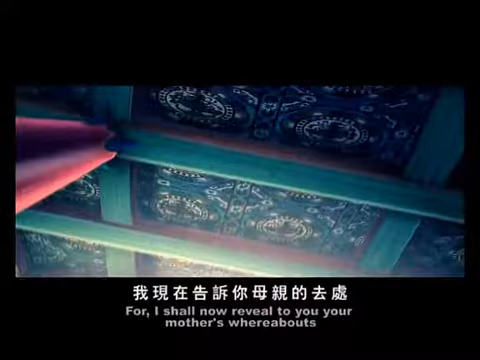 我現在告訴你母親的去處
For, I shall now reveal to you your
mother's whereabouts